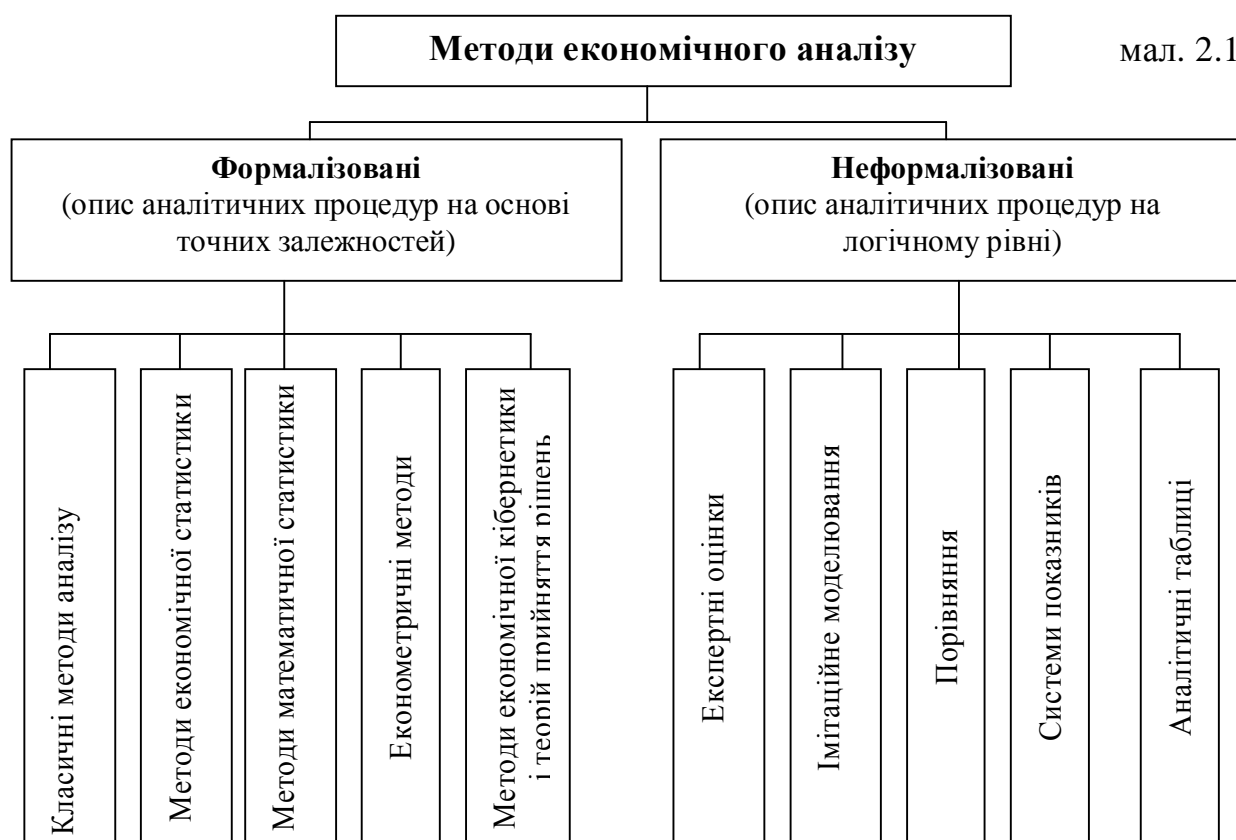 Методи економічного аналізу
мал. 2.1
Формалізовані
(опис аналітичних процедур на основі
точних залежностей)
Неформалізовані
(опис аналітичних процедур на
логічному рівні)
Класичні методи аналізу
Методи економічної статистики
Методи математичної статистики
Економетричні методи
Методи економічної кібернетики
і теорій прийняття рішень
Експертні оцінки
Імітаційне моделювання
Порівняння
Системи показників
Аналітичні таблиці